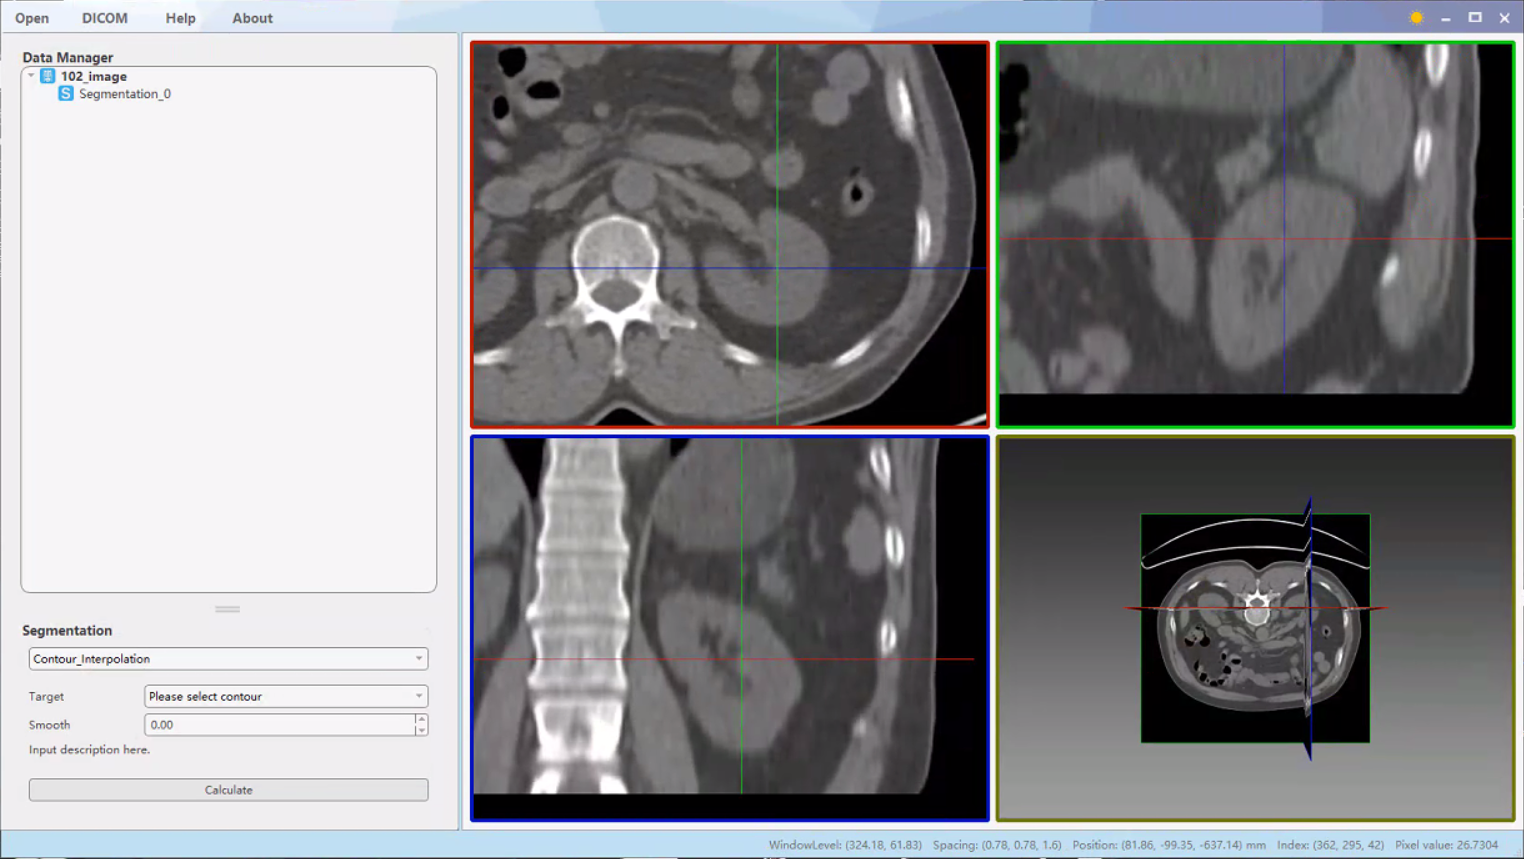 Open DICOM Help About
Data Manager
102_image
S Segmentation_0
Segmentation
Contour_Interpolation
Target Please select contour
Smooth 0.00
Input description here.
Calculate
WindowLevel: (324.18, 61.83) Spacing: (0.78, 0.78, 1.6) Position: (81.86, -99.35, -637.14) mm Index: (362, 295, 42) Pixel value: 26.7304